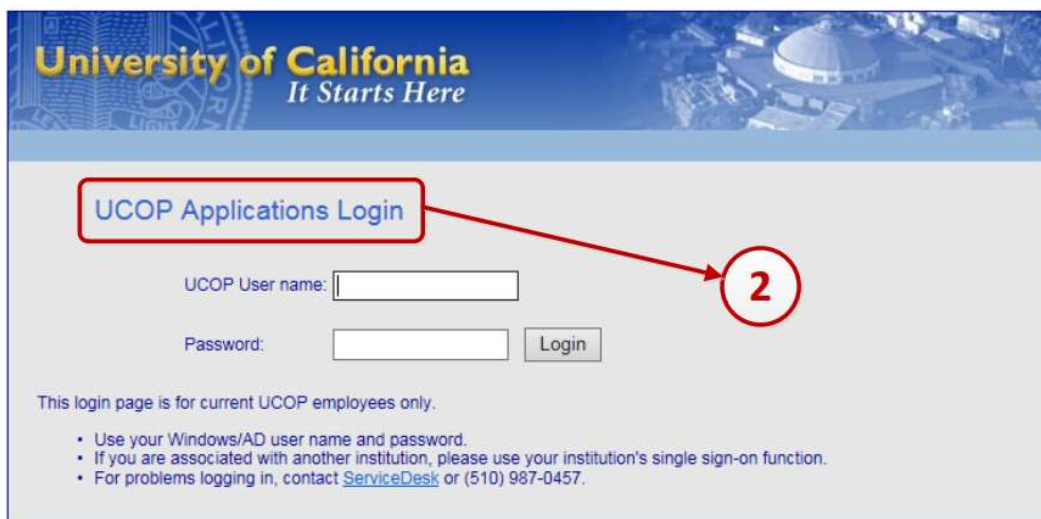 University of California
It Starts Here
UCOP Applications Login
2
UCOP User name:
Password:
Login
This login page is for current UCOP employees only.
• Use your Windows/AD user name and password.
• If you are associated with another institution, please use your institution's single sign-on function.
• For problems logging in, contact ServiceDesk or (510) 987-0457.